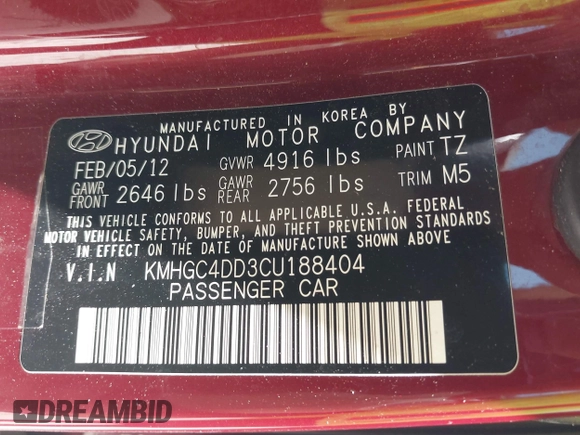 MANUFACTURED IN KOREA BY
HYUNDAI MOTOR COMPANY
FEB/05/12 GVWR 4916 lbs PAINT TZ
GAWR FRONT 2646 lbs GAWR REAR 2756 lbs TRIM M5
THIS VEHICLE CONFORMS TO ALL APPLICABLE U.S.A. FEDERAL
MOTOR VEHICLE SAFETY, BUMPER, AND THEFT PREVENTION STANDARDS
IN EFFECT ON THE DATE OF MANUFACTURE SHOWN ABOVE
V.I.N KMHGC4DD3CU188404
PASSENGER CAR
DREAMBID